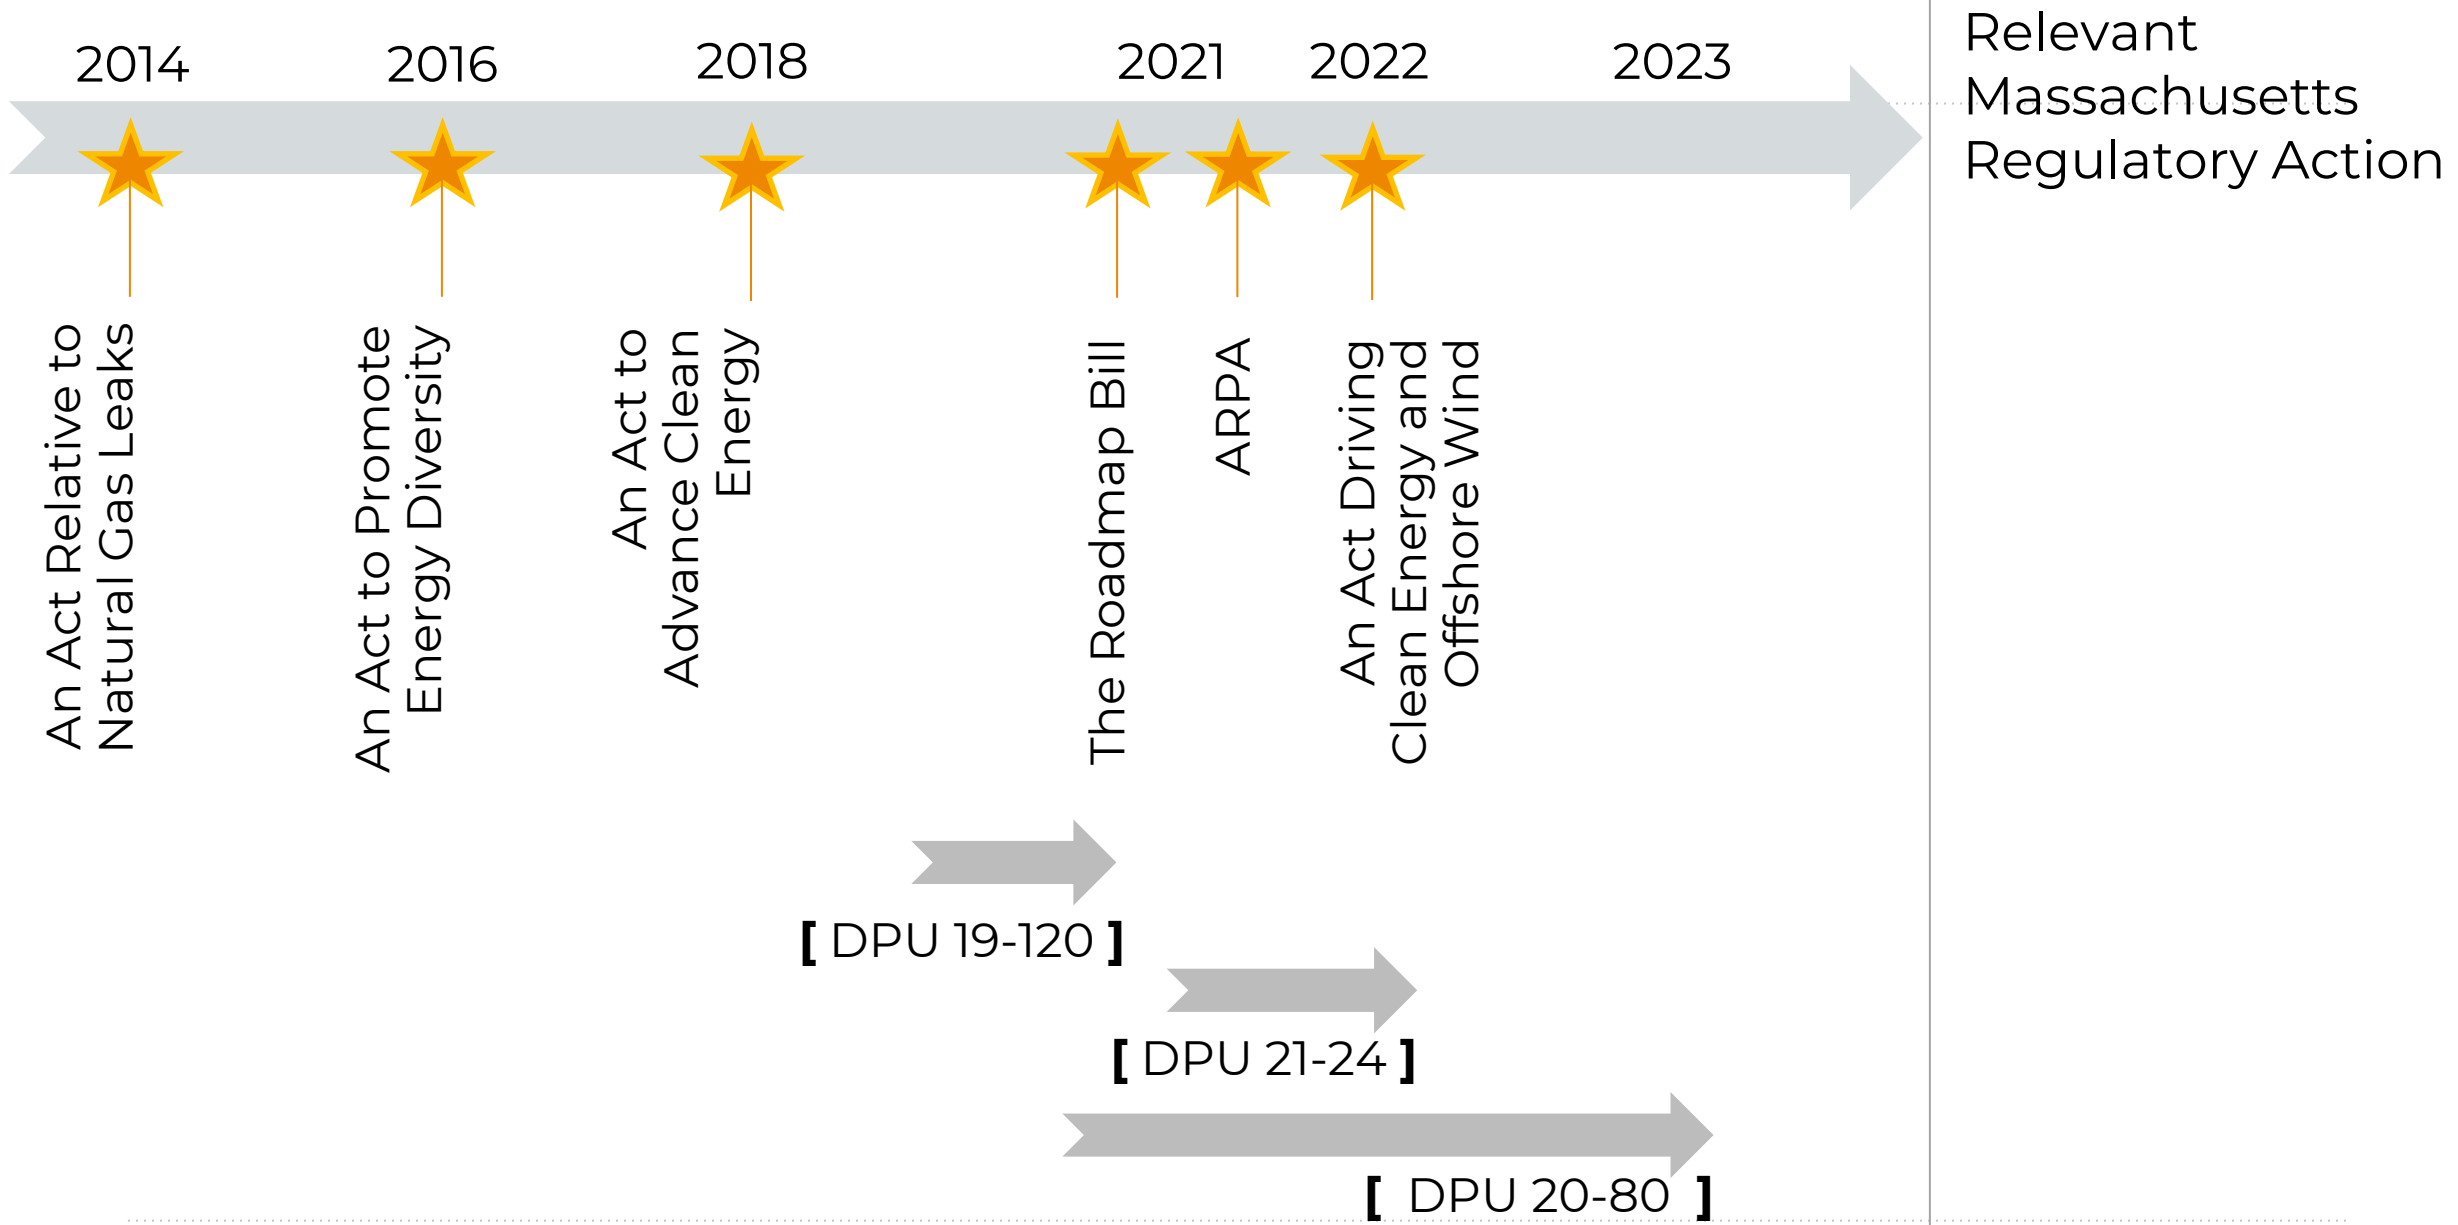 2014
2016
2018
2021
2022
2023
Relevant
Massachusetts
Regulatory Action
An Act Relative to
Natural Gas Leaks
An Act to Promote
Energy Diversity
An Act to
Advance Clean
Energy
The Roadmap Bill
ARPA
An Act Driving
Clean Energy and
Offshore Wind
[ DPU 19-120 ]
[ DPU 21-24 ]
[ DPU 20-80 ]